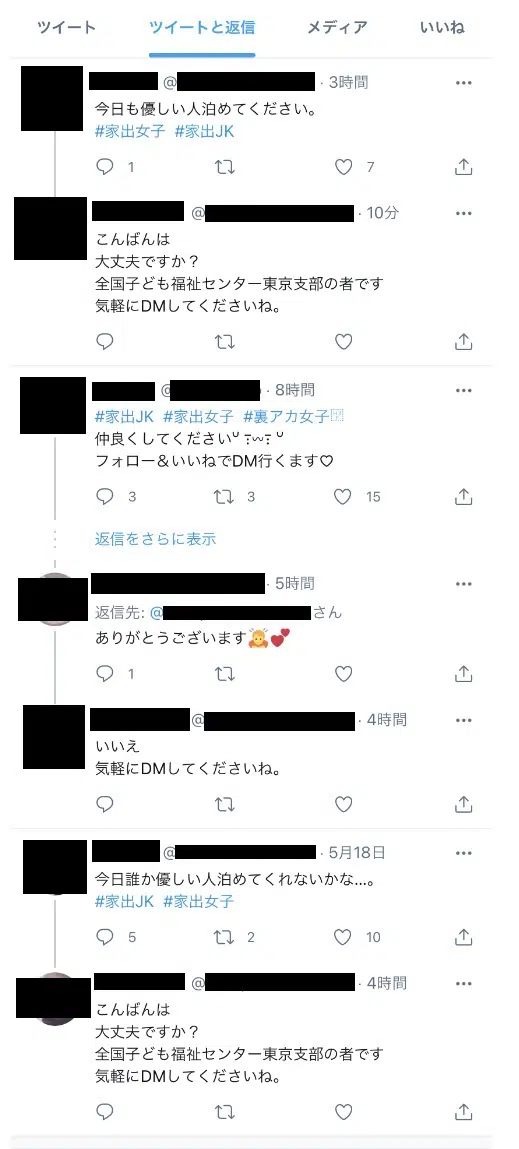 ツイート ツイートと返信 メディア いいね
@ · 3時間
今日も優しい人泊めてください。
#家出女子 #家出JK
1 7
@ · 10分
こんばんは
大丈夫ですか？
全国子ども福祉センター東京支部の者です
気軽にDMしてくださいね。
@ · 8時間
#家出JK #家出女子 #裏アカ女子
仲良くしてください
フォロー＆いいねでDM行くます♡
3 3 15
返信をさらに表示
· 5時間
返信先: @ さん
ありがとうございます🙇💕
1
@ · 4時間
いいえ
気軽にDMしてくださいね。
@ · 5月18日
今日誰か優しい人泊めてくれないかな...。
#家出JK #家出女子
5 2 10
@ · 4時間
こんばんは
大丈夫ですか？
全国子ども福祉センター東京支部の者です
気軽にDMしてくださいね。